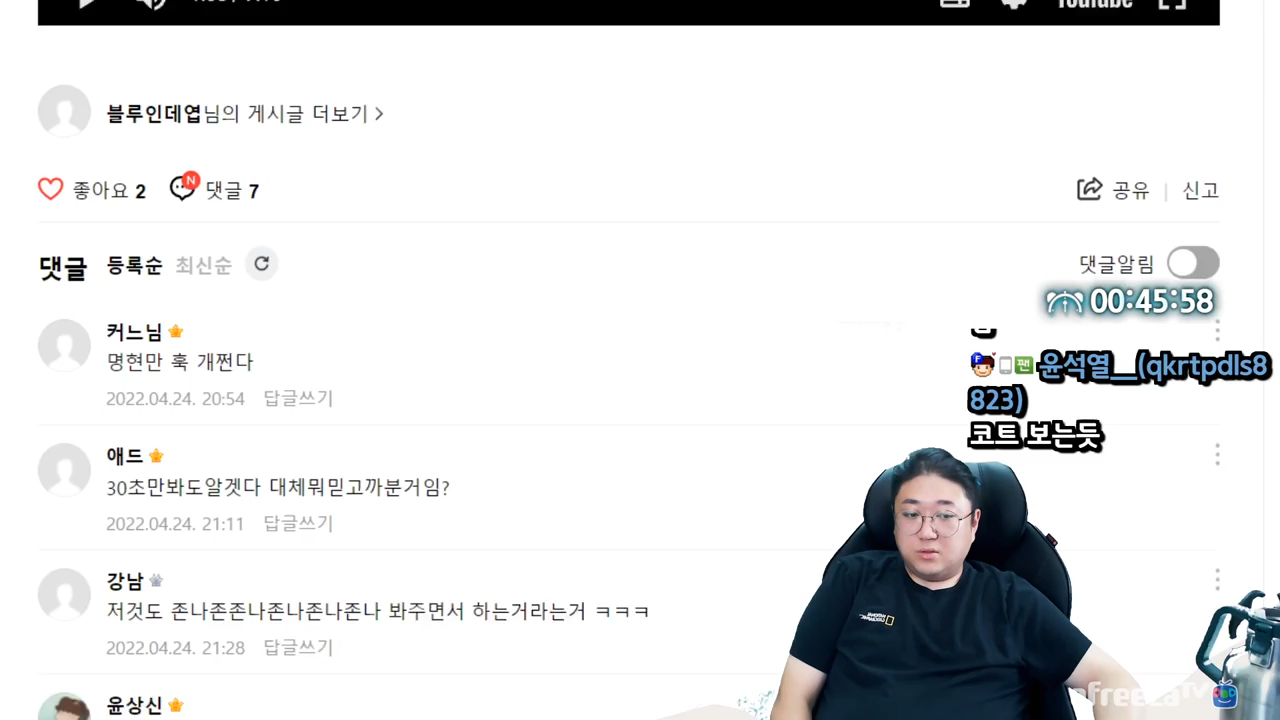 YouTube
블루인데엽님의 게시글 더보기 >
좋아요 2 N 댓글 7
공유 | 신고
댓글 등록순 최신순
댓글알림
00:45:58
커느님
명현만 훅 개쩐다
2022.04.24. 20:54 답글쓰기
F 팬 윤석열__(qkrtpdls8
823)
코트 보는듯
애드
30초만봐도알겟다 대체뭐믿고까분거임?
2022.04.24. 21:11 답글쓰기
강남
저것도 존나존존나존나존나존나 봐주면서 하는거라는거 ㅋㅋㅋ
2022.04.24. 21:28 답글쓰기
윤상신
afreecaTV